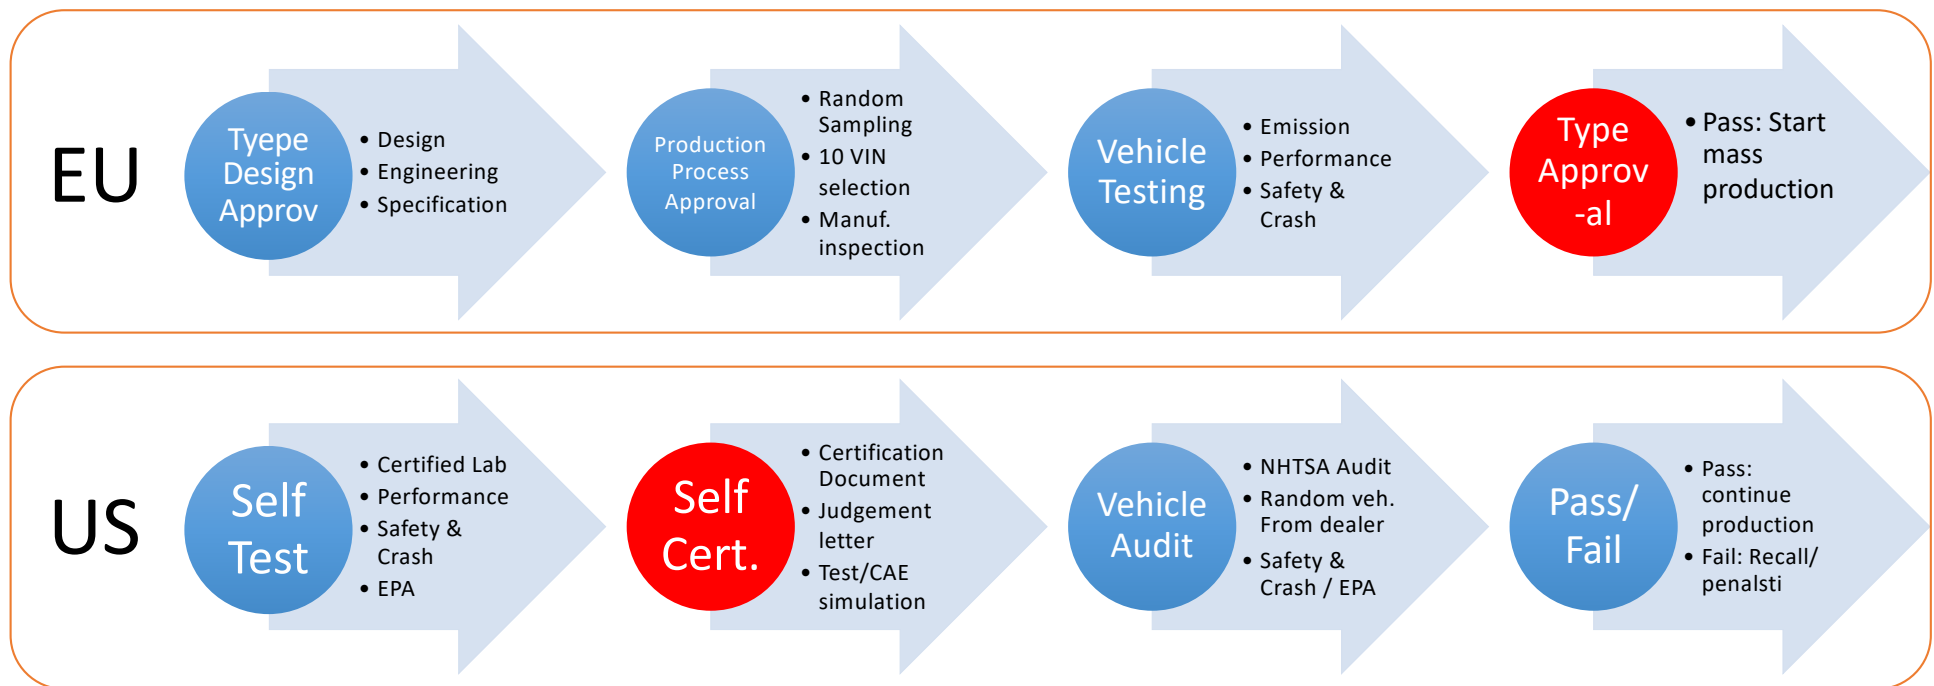 EU
Tyepe
Design
Approv
• Design
• Engineering
• Specification
Production
Process
Approval
• Random
Sampling
• 10 VIN
selection
• Manuf.
inspection
Vehicle
Testing
• Emission
• Performance
• Safety &
Crash
Type
Approv
-al
• Pass: Start
mass
production
US
Self
Test
• Certified Lab
• Performance
• Safety &
Crash
• EPA
Self
Cert.
• Certification
Document
• Judgement
letter
• Test/CAE
simulation
Vehicle
Audit
• NHTSA Audit
• Random veh.
From dealer
• Safety &
Crash / EPA
Pass/
Fail
• Pass:
continue
production
• Fail: Recall/
penalsti